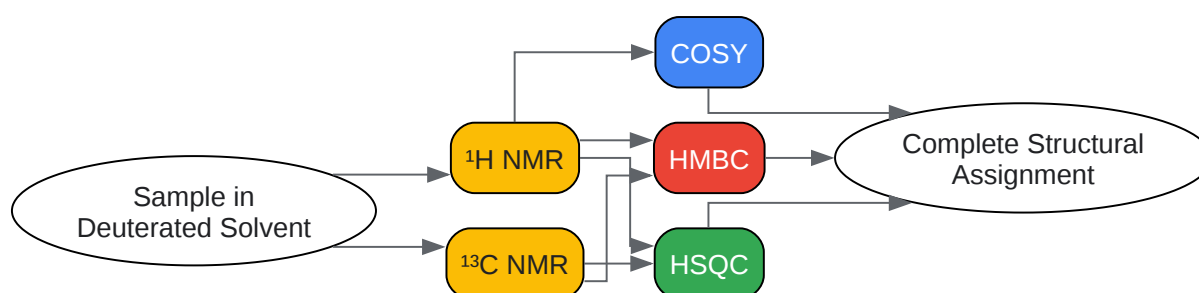 Sample in
Deuterated Solvent
¹H NMR
¹³C NMR
COSY
HMBC
HSQC
Complete Structural
Assignment